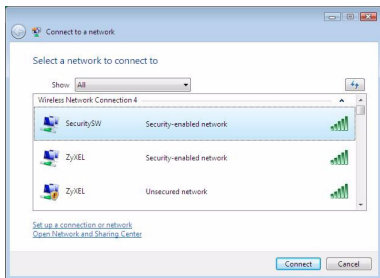 Connect to a network
Select a network to connect to
Show All
Wireless Network Connection 4
SecuritySW Security-enabled network
ZyXEL Security-enabled network
ZyXEL Unsecured network
Set up a connection or network
Open Network and Sharing Center
Connect Cancel